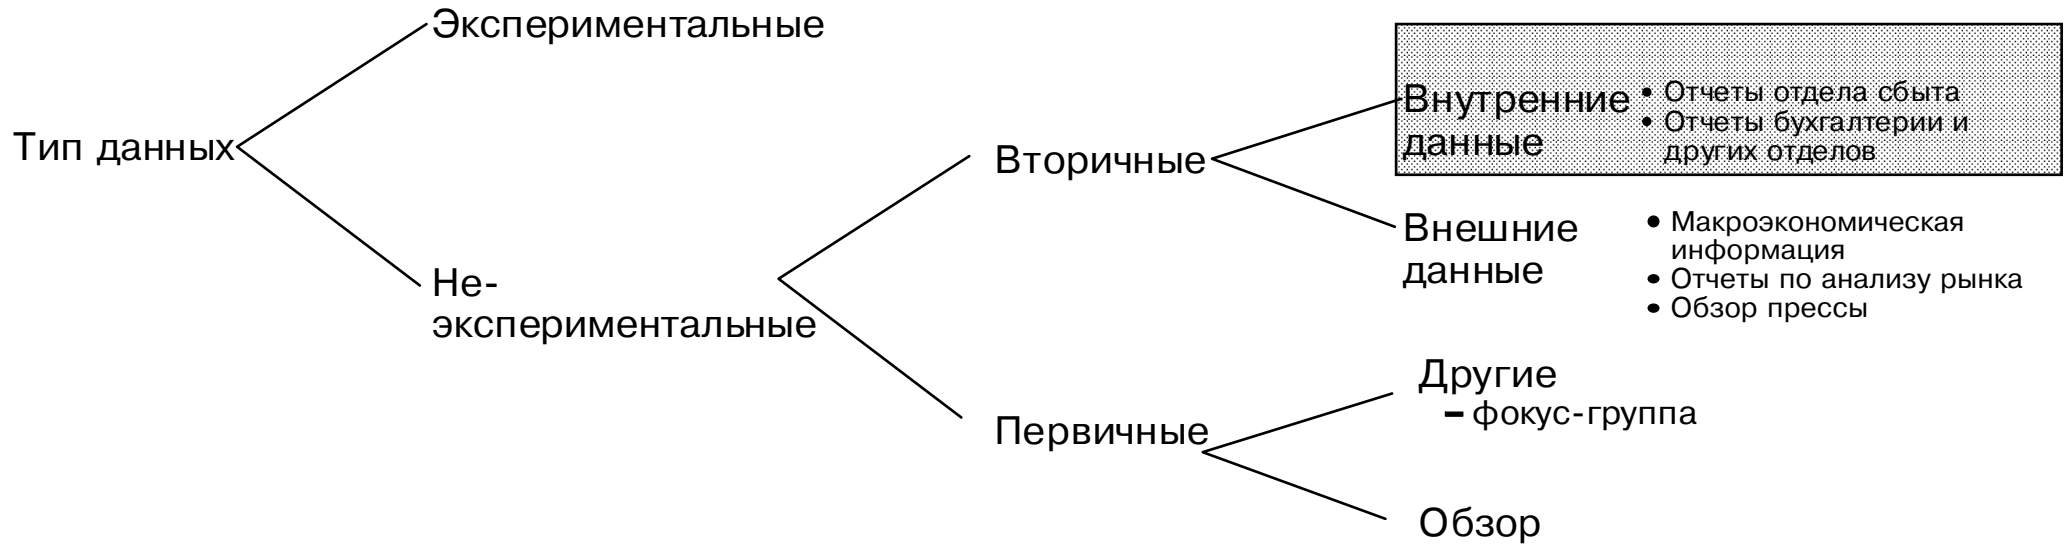 Экспериментальные
Тип данных
Не-
экспериментальные
Вторичные
Внутренние
данные
• Отчеты отдела сбыта
• Отчеты бухгалтерии и
других отделов
Внешние
данные
• Макроэкономическая
информация
• Отчеты по анализу рынка
• Обзор прессы
Первичные
Другие
– фокус-группа
Обзор